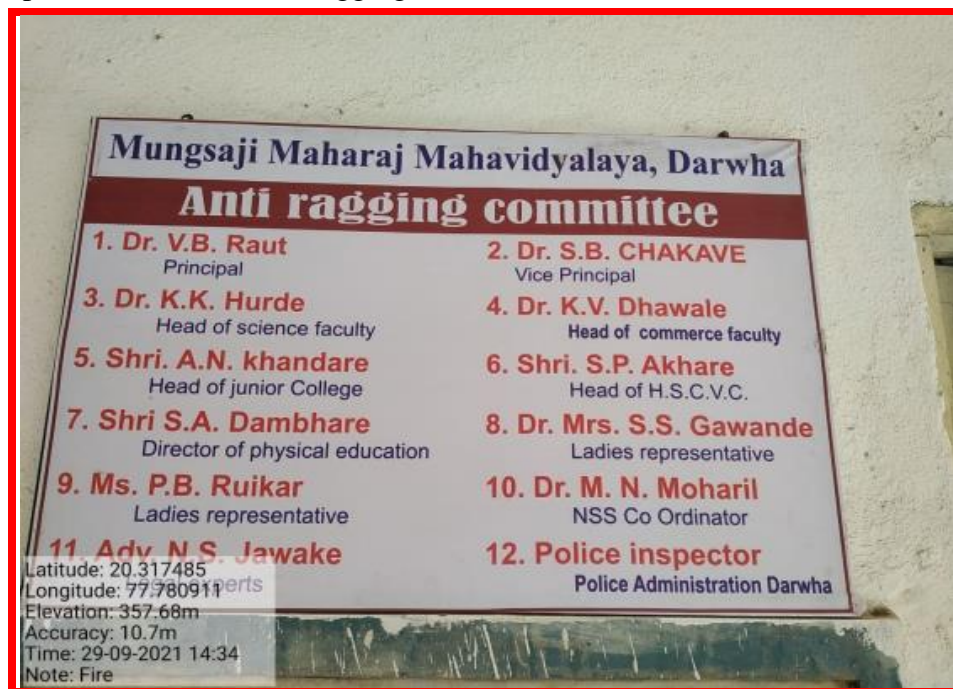 Mungsaji Maharaj Mahavidyalaya, Darwha
Anti ragging committee
1. Dr. V.B. Raut
Principal
2. Dr. S.B. CHAKAVE
Vice Principal
3. Dr. K.K. Hurde
Head of science faculty
4. Dr. K.V. Dhawale
Head of commerce faculty
5. Shri. A.N. khandare
Head of junior College
6. Shri. S.P. Akhare
Head of H.S.C.V.C.
7. Shri S.A. Dambhare
Director of physical education
8. Dr. Mrs. S.S. Gawande
Ladies representative
9. Ms. P.B. Ruikar
Ladies representative
10. Dr. M. N. Moharil
NSS Co Ordinator
11. Adv. N.S. Jawake
Legal experts
12. Police inspector
Police Administration Darwha
Latitude: 20.317485
Longitude: 77.780911
Elevation: 357.68m
Accuracy: 10.7m
Time: 29-09-2021 14:34
Note: Fire